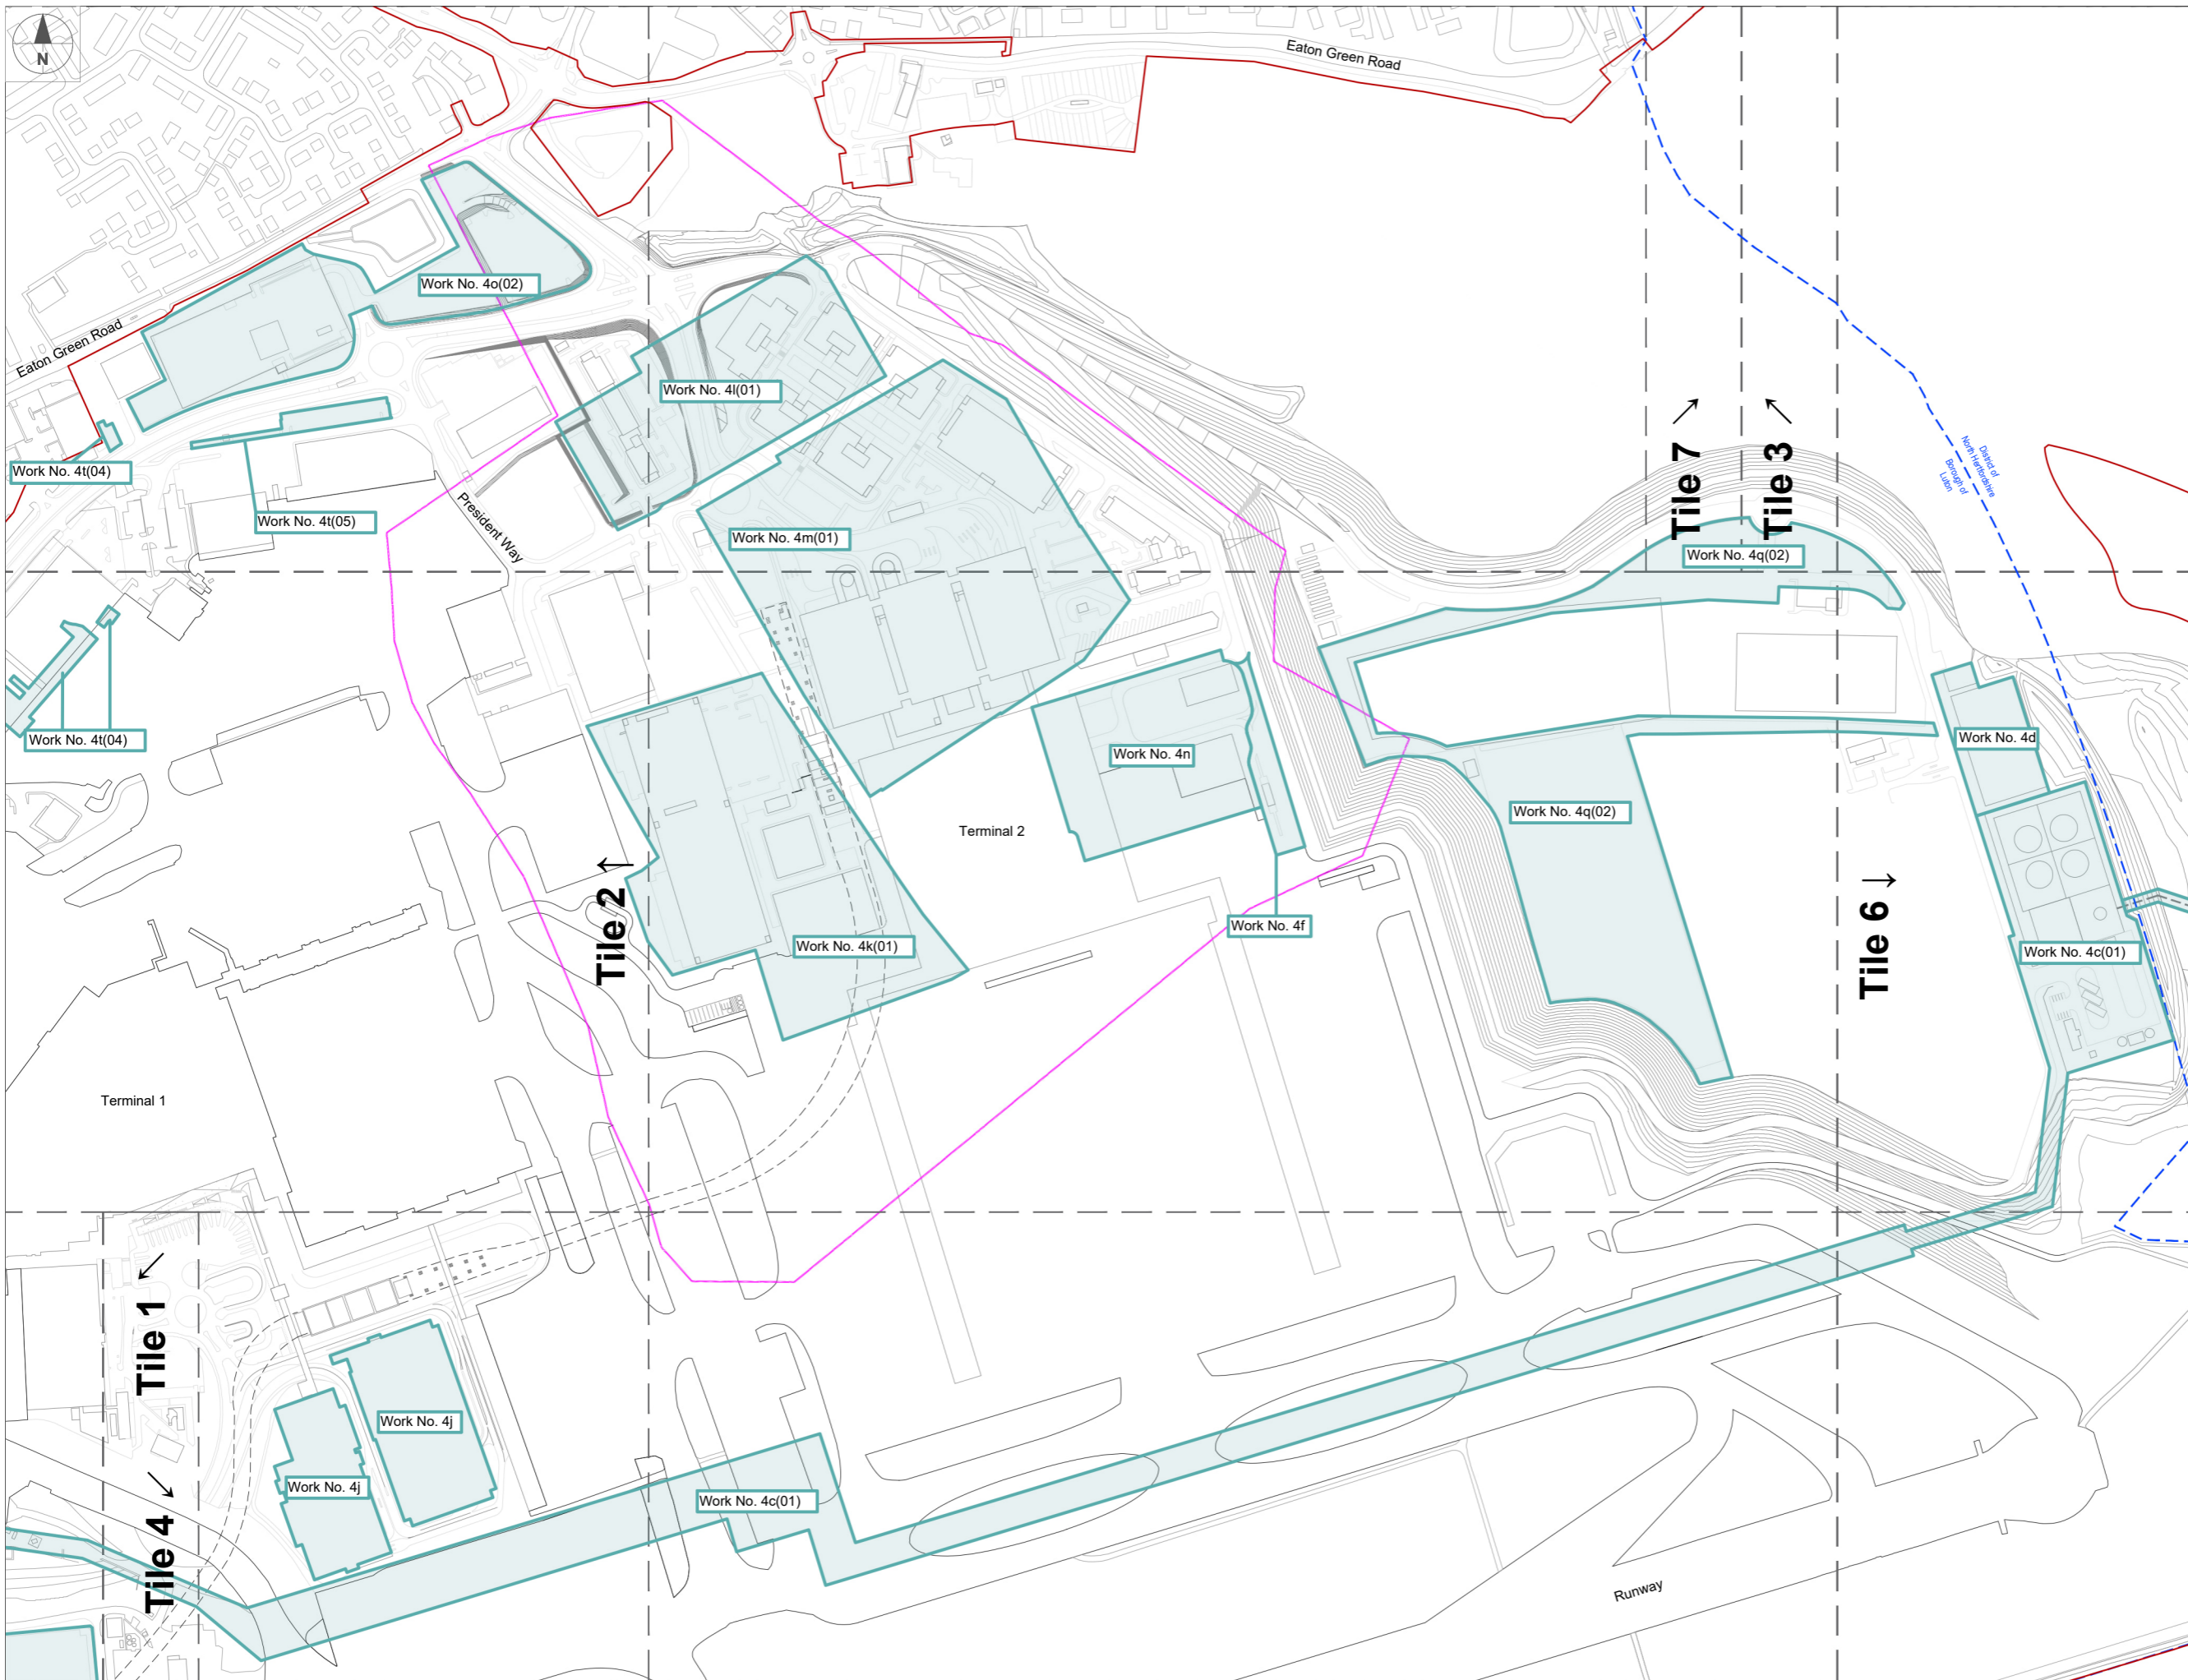 N
Eaton Green Road
Work No. 4o(02)
Eaton Green Road
Work No. 4l(01)
Work No. 4t(04)
Work No. 4t(05)
President Way
Work No. 4m(01)
Tile 7
Tile 3
District of
North Hertfordshire
Borough of
Luton
Work No. 4q(02)
Work No. 4t(04)
Work No. 4n
Work No. 4d
Work No. 4q(02)
Terminal 2
Tile 2
Work No. 4f
Work No. 4k(01)
Tile 6
Work No. 4c(01)
Terminal 1
Tile 1
Work No. 4j
Work No. 4j
Work No. 4c(01)
Tile 4
Runway